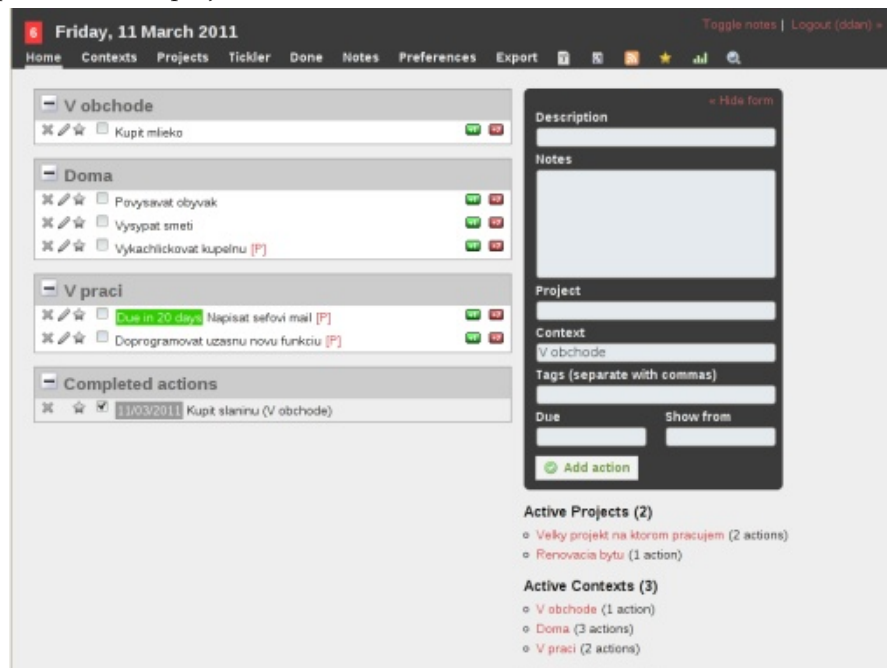 6 Friday, 11 March 2011
Toggle notes | Logout (ddan) »
Home Contexts Projects Tickler Done Notes Preferences Export
V obchode
Kupit mlieko
Doma
Povysavat obyvak
Vysypat smeti
Vykachlickovat kupelnu [P]
V praci
Due in 20 days Napisat sefovi mail [P]
Doprogramovat uzasnu novu funkciu [P]
Completed actions
11/03/2011 Kupit slaninu (V obchode)
« Hide form
Description
Notes
Project
Context
V obchode
Tags (separate with commas)
Due Show from
Add action
Active Projects (2)
Velky projekt na ktorom pracujem (2 actions)
Renovacia bytu (1 action)
Active Contexts (3)
V obchode (1 action)
Doma (3 actions)
V praci (2 actions)